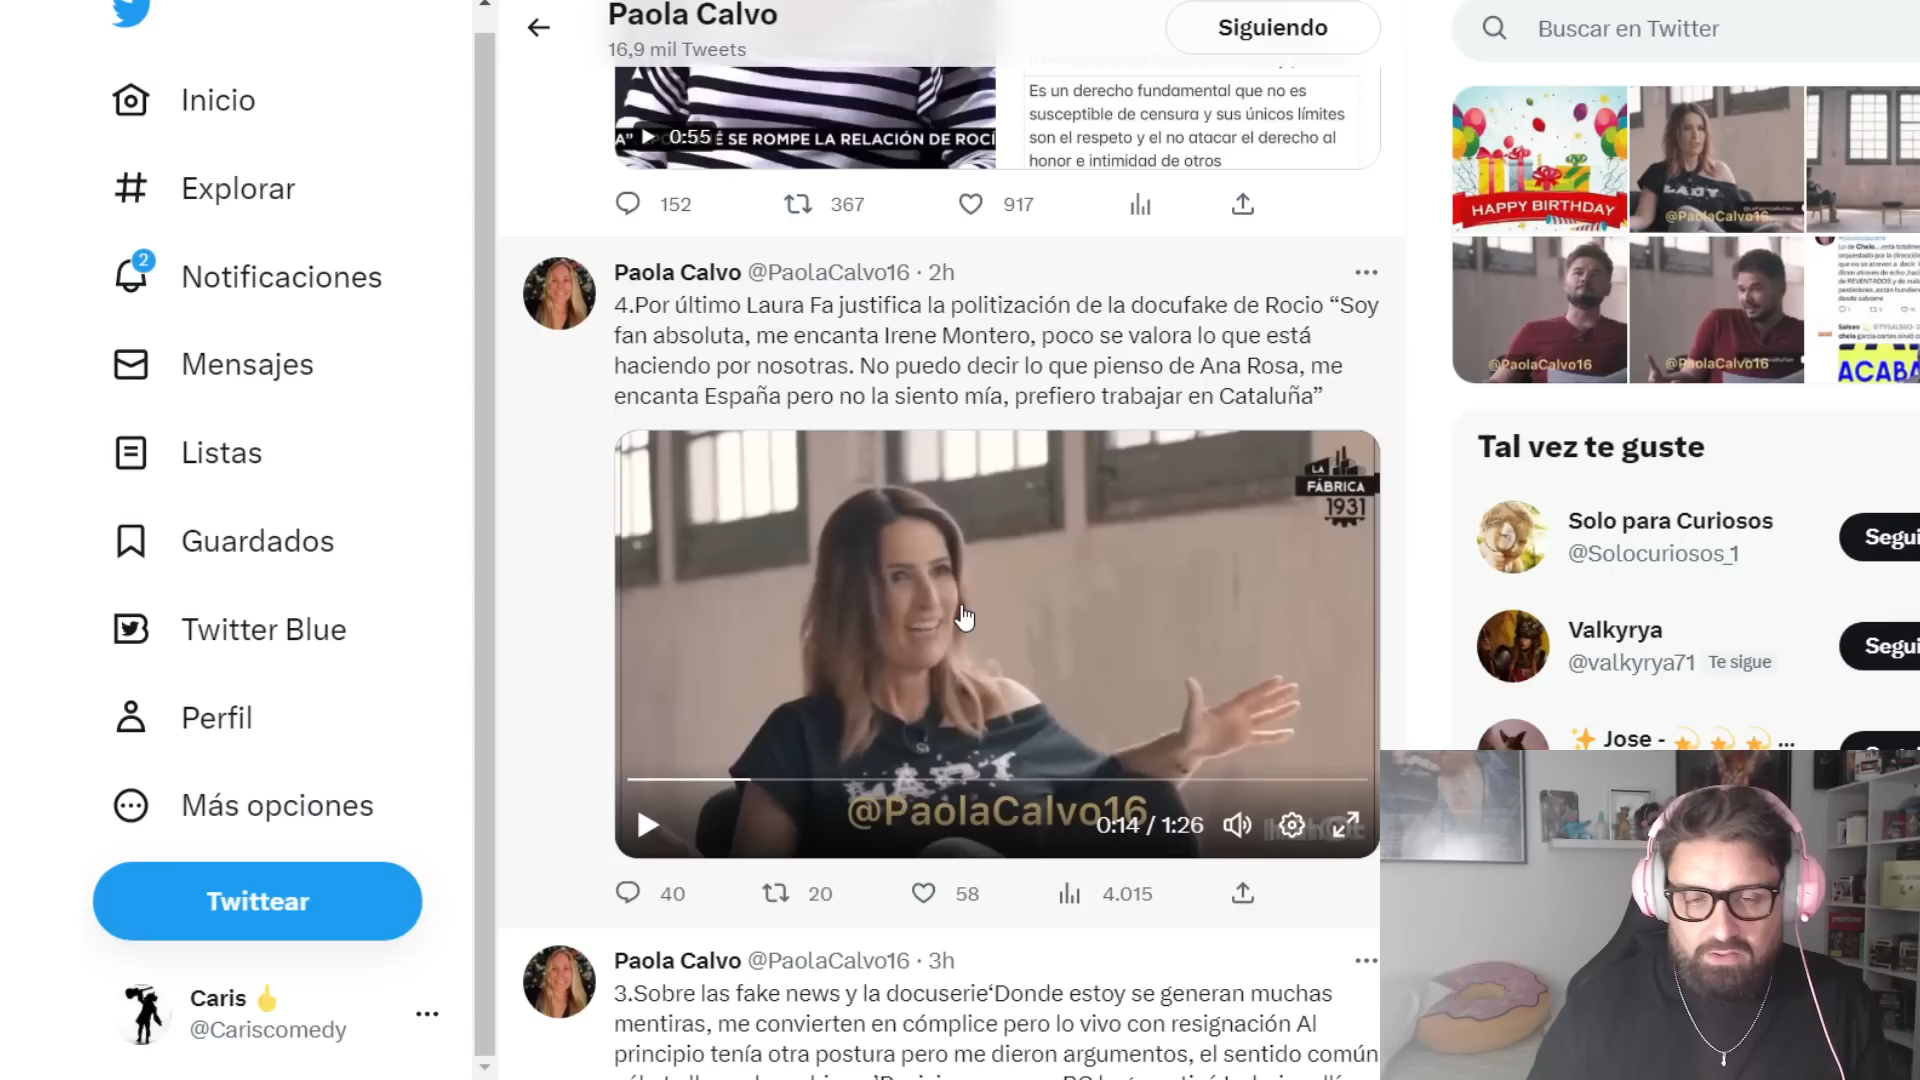 Inicio
Explorar
2
Notificaciones
Mensajes
Listas
Guardados
Twitter Blue
Perfil
Más opciones
Twittear
Caris
@Cariscomedy
Paola Calvo
16,9 mil Tweets
Siguiendo
0:55
É SE ROMPE LA RELACIÓN DE ROCÍ
Es un derecho fundamental que no es
susceptible de censura y sus únicos límites
son el respeto y el no atacar el derecho al
honor e intimidad de otros
152 367 917
Paola Calvo @PaolaCalvo16 · 2h
4.Por último Laura Fa justifica la politización de la docufake de Rocio “Soy
fan absoluta, me encanta Irene Montero, poco se valora lo que está
haciendo por nosotras. No puedo decir lo que pienso de Ana Rosa, me
encanta España pero no la siento mía, prefiero trabajar en Cataluña”
LA
FÁBRICA
1931
@PaolaCalvo16
0:14 / 1:26
40 20 58 4.015
Paola Calvo @PaolaCalvo16 · 3h
3.Sobre las fake news y la docuserie‘Donde estoy se generan muchas
mentiras, me convierten en cómplice pero lo vivo con resignación Al
principio tenía otra postura pero me dieron argumentos, el sentido común
Buscar en Twitter
HAPPY BIRTHDAY
LADY
@PaolaCalvo16
@PaolaCalvo16
@PaolaCalvo16
ACABA
Tal vez te guste
Solo para Curiosos
@Solocuriosos_1
Segui
Valkyrya
@valkyrya71 Te sigue
Segui
Jose - ...